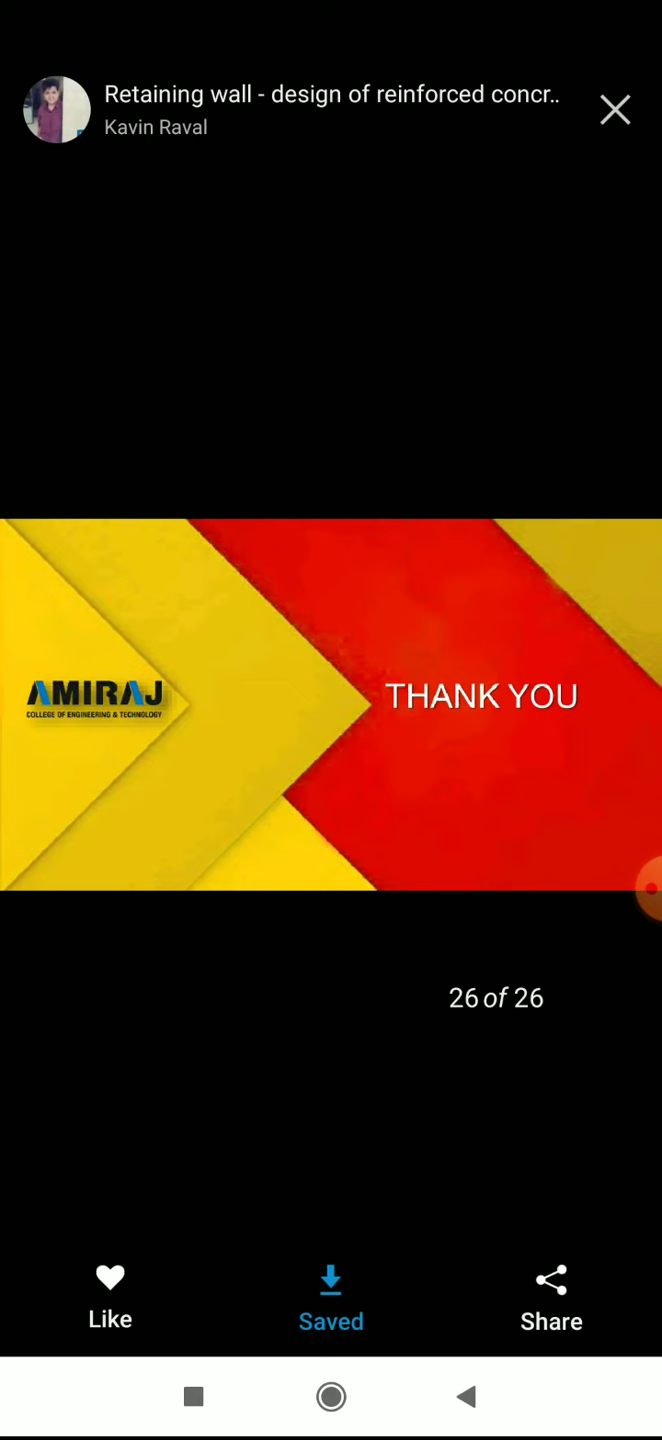 Retaining wall - design of reinforced concr..
Kavin Raval
AMIRAJ
COLLEGE OF ENGINEERING & TECHNOLOGY
THANK YOU
26 of 26
Like
Saved
Share